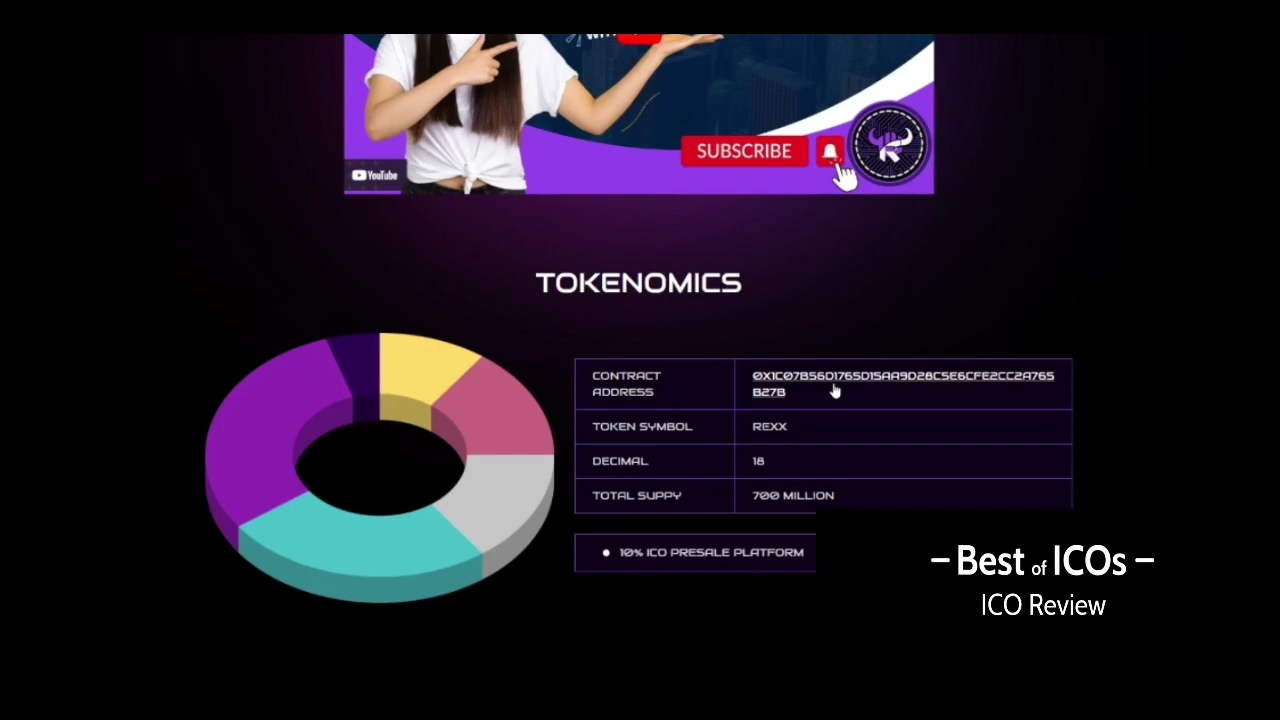 SUBSCRIBE
YouTube
TOKENOMICS
CONTRACT ADDRESS
0X1C07B56D1765D15AA9D28C5E6CFE2CC2A765
B27B
TOKEN SYMBOL
REXX
DECIMAL
18
TOTAL SUPPY
700 MILLION
10% ICO PRESALE PLATFORM
– Best of ICOs –
ICO Review